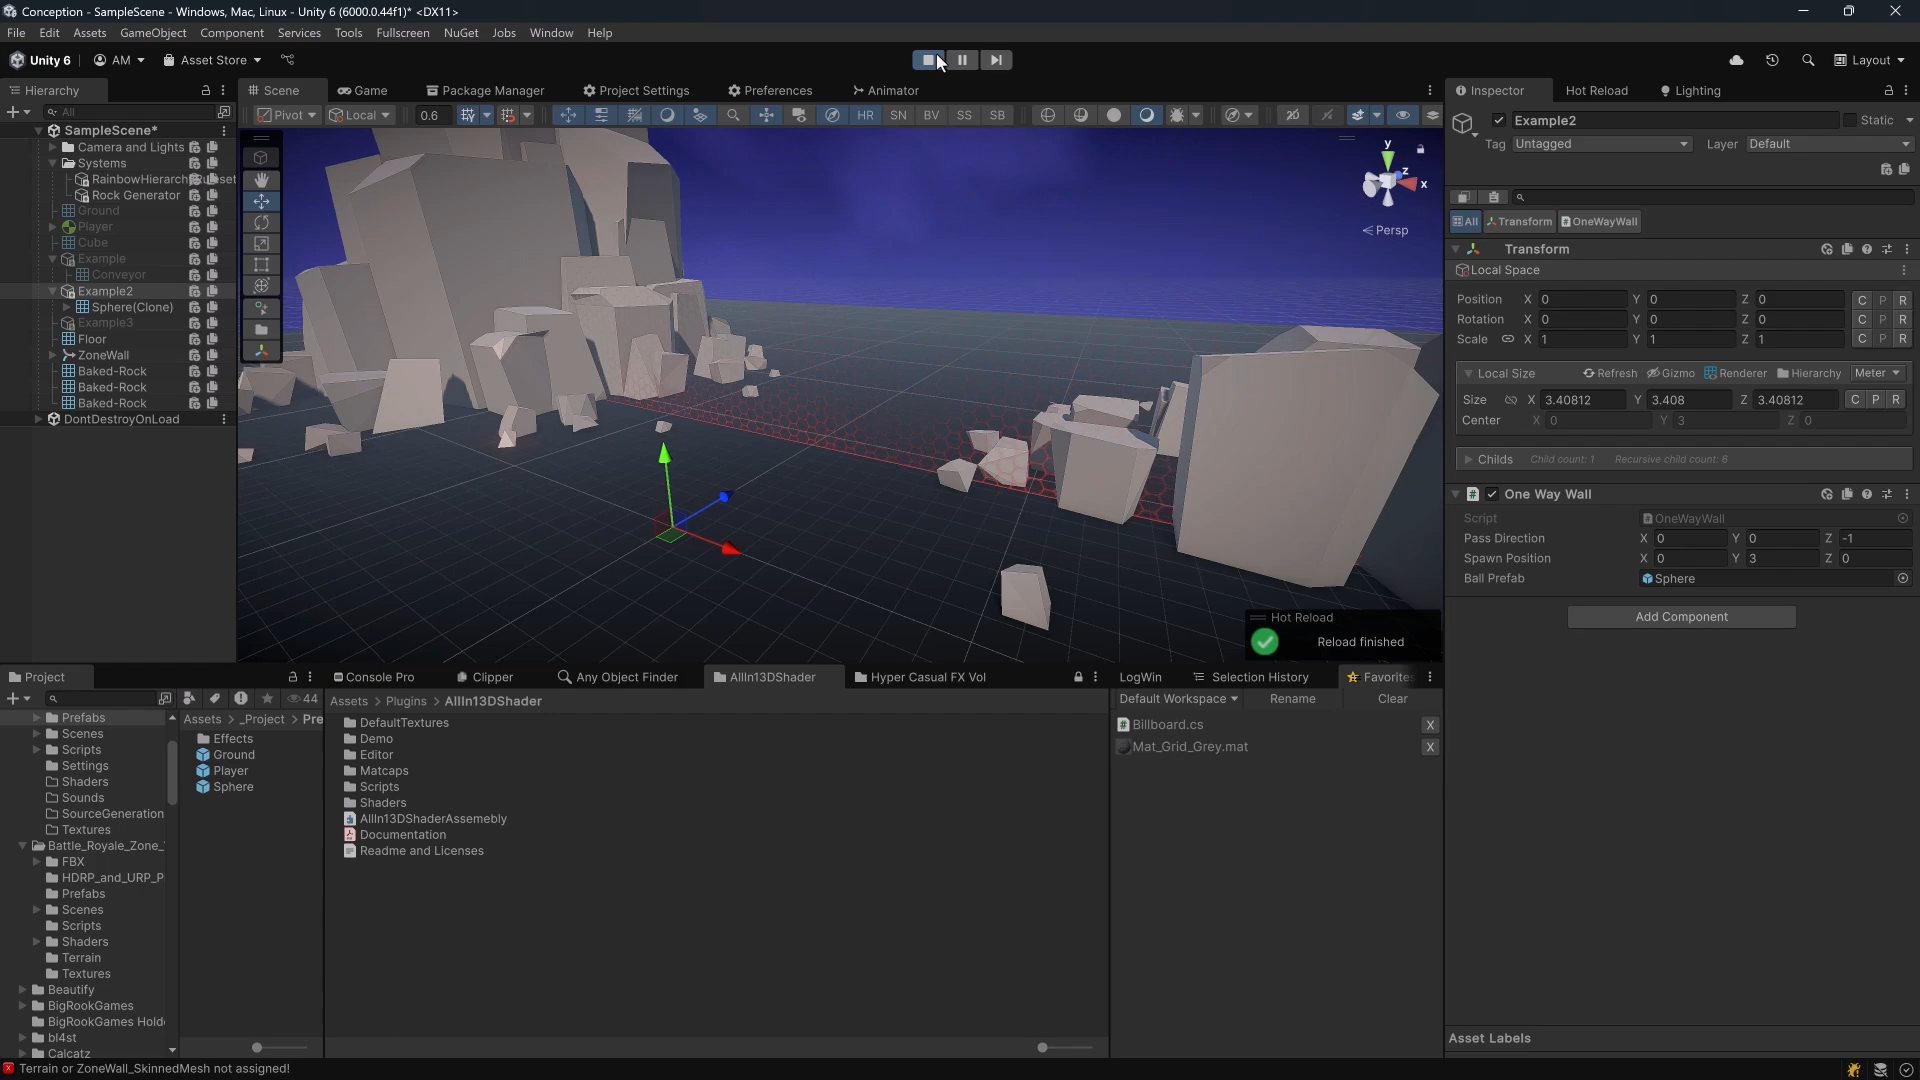 Conception - SampleScene - Windows, Mac, Linux - Unity 6 (6000.0.44f1)* <DX11>
File Edit Assets GameObject Component Services Tools Fullscreen NuGet Jobs Window Help
Unity 6 AM Asset Store Layout
Hierarchy
All
SampleScene*
Camera and Lights
Systems
Rock Generator
Ground
Player
Cube
Example
Conveyor
Example2
Sphere(Clone)
Example3
Floor
ZoneWall
Baked-Rock
Baked-Rock
Baked-Rock
DontDestroyOnLoad
Scene Game Package Manager Project Settings Preferences Animator
Pivot Local 0.6 HR SN BV SS SB 2D
y
z
x
Persp
Hot Reload
Reload finished
Inspector Hot Reload Lighting
Example2 Static
Tag Untagged Layer Default
All Transform OneWayWall
Transform
Local Space
Position X 0 Y 0 Z 0 C P R
Rotation X 0 Y 0 Z 0 C P R
Scale X 1 Y 1 Z 1 C P R
Local Size Refresh Gizmo Renderer Hierarchy Meter
Size X 3.40812 Y 3.408 Z 3.40812 C P R
Center X 0 Y 3 Z 0
Childs Child count: 1 Recursive child count: 6
One Way Wall
Script OneWayWall
Pass Direction X 0 Y 0 Z -1
Spawn Position X 0 Y 3 Z 0
Ball Prefab Sphere
Add Component
Asset Labels
Project
44
Prefabs
Scenes
Scripts
Settings
Shaders
Sounds
SourceGeneration
Textures
Battle_Royale_Zone_
FBX
HDRP_and_URP_P
Prefabs
Scenes
Scripts
Shaders
Terrain
Textures
Beautify
BigRookGames
BigRookGames Hold
bl4st
Calcatz
Assets > _Project > Pre
Effects
Ground
Player
Sphere
Console Pro Clipper Any Object Finder AllIn13DShader Hyper Casual FX Vol
Assets > Plugins > AllIn13DShader
DefaultTextures
Demo
Editor
Matcaps
Scripts
Shaders
AllIn13DShaderAssemebly
Documentation
Readme and Licenses
LogWin Selection History Favorites
Default Workspace Rename Clear
Billboard.cs X
Mat_Grid_Grey.mat X
Terrain or ZoneWall_SkinnedMesh not assigned!